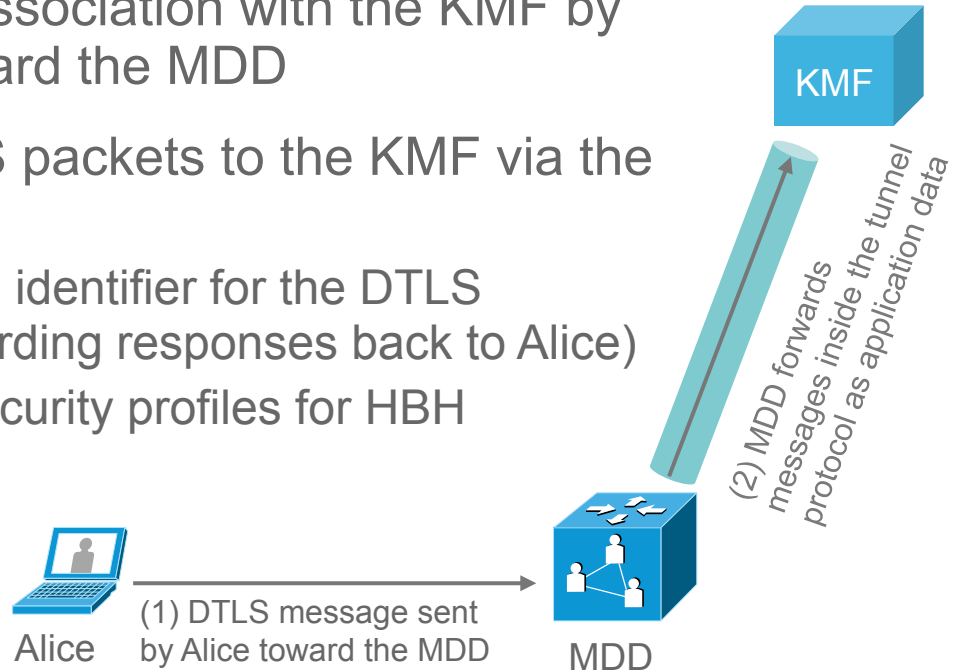 ssociation with the KMF by
ard the MDD
S packets to the KMF via the
identifier for the DTLS
rding responses back to Alice)
curity profiles for HBH
KMF
(2) MDD forwards
messages inside the tunnel
protocol as application data
(1) DTLS message sent
by Alice toward the MDD
Alice
MDD